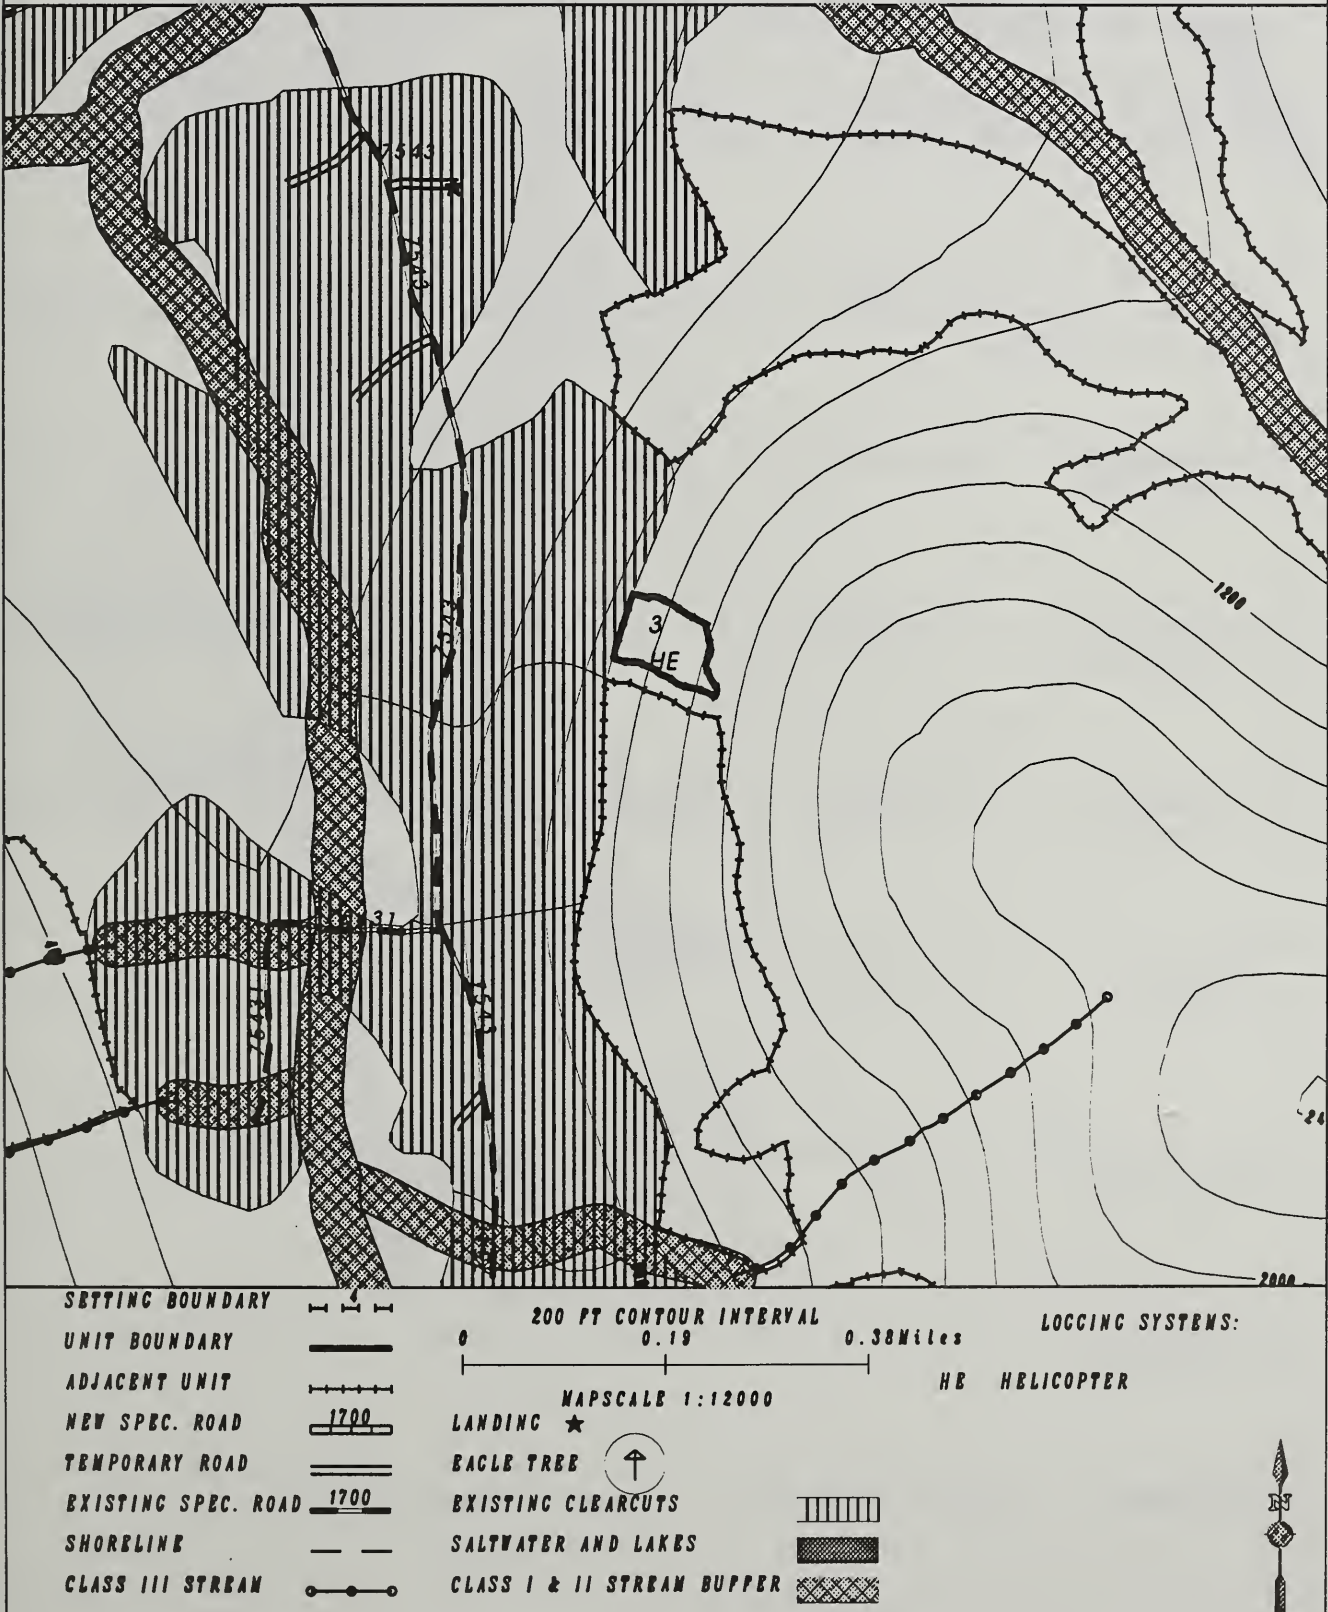 7543
7543
1200
3
HE
7543
31
7543
75431
24
2000
SETTING BOUNDARY
UNIT BOUNDARY
ADJACENT UNIT
NEW SPEC. ROAD 1700
TEMPORARY ROAD
EXISTING SPEC. ROAD 1700
SHORELINE
CLASS III STREAM
200 FT CONTOUR INTERVAL
0 0.19 0.38Miles
MAPSCALE 1:12000
LANDING
EAGLE TREE
EXISTING CLEARCUTS
SALTWATER AND LAKES
CLASS I & II STREAM BUFFER
LOGGING SYSTEMS:
HE HELICOPTER
N